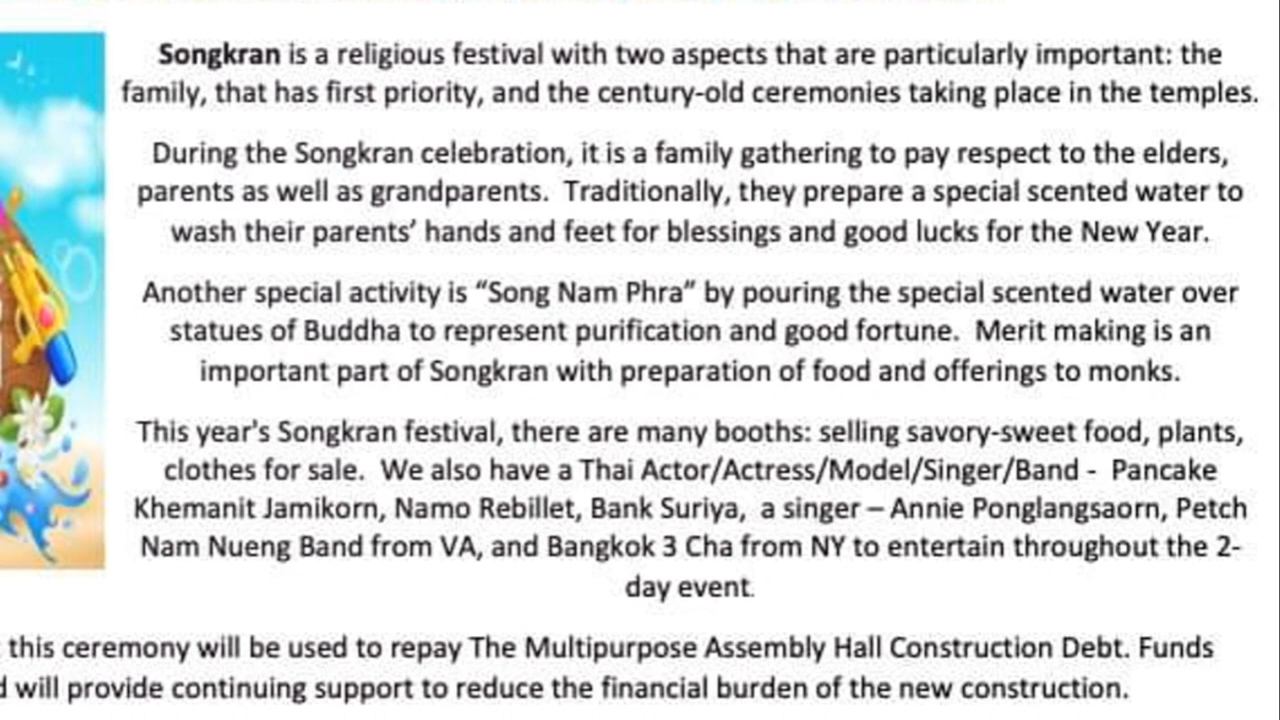 Songkran is a religious festival with two aspects that are particularly important: the
family, that has first priority, and the century-old ceremonies taking place in the temples.
During the Songkran celebration, it is a family gathering to pay respect to the elders,
parents as well as grandparents.  Traditionally, they prepare a special scented water to
wash their parents’ hands and feet for blessings and good lucks for the New Year.
Another special activity is “Song Nam Phra” by pouring the special scented water over
statues of Buddha to represent purification and good fortune.  Merit making is an
important part of Songkran with preparation of food and offerings to monks.
This year's Songkran festival, there are many booths: selling savory-sweet food, plants,
clothes for sale.  We also have a Thai Actor/Actress/Model/Singer/Band -  Pancake
Khemanit Jamikorn, Namo Rebillet, Bank Suriya,  a singer – Annie Ponglangsaorn, Petch
Nam Nueng Band from VA, and Bangkok 3 Cha from NY to entertain throughout the 2-
day event.
this ceremony will be used to repay The Multipurpose Assembly Hall Construction Debt. Funds
will provide continuing support to reduce the financial burden of the new construction.